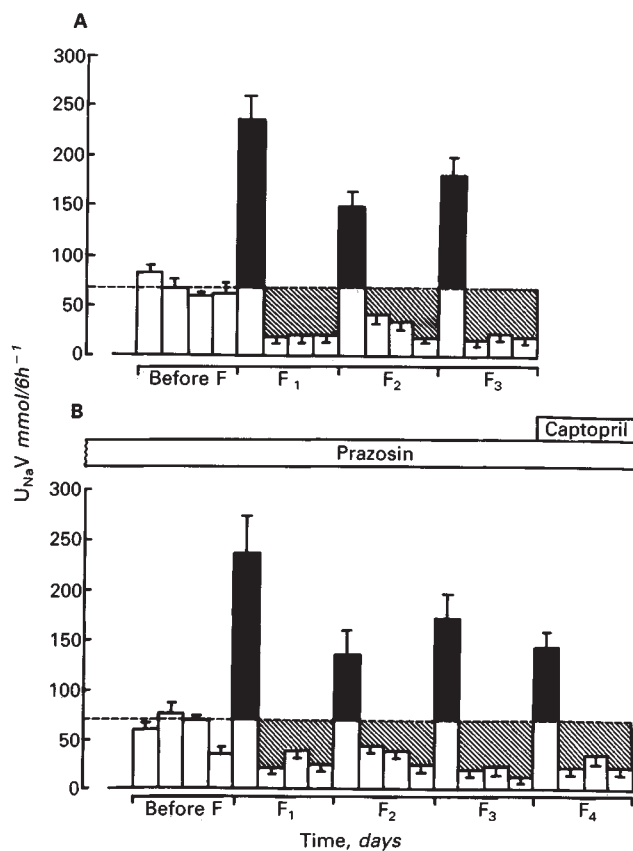 A
300
250
200
150
100
50
0
Before F F₁ F₂ F₃
B
Captopril
Prazosin
U_NaV mmol/6h⁻¹
300
250
200
150
100
50
0
Before F F₁ F₂ F₃ F₄
Time, days